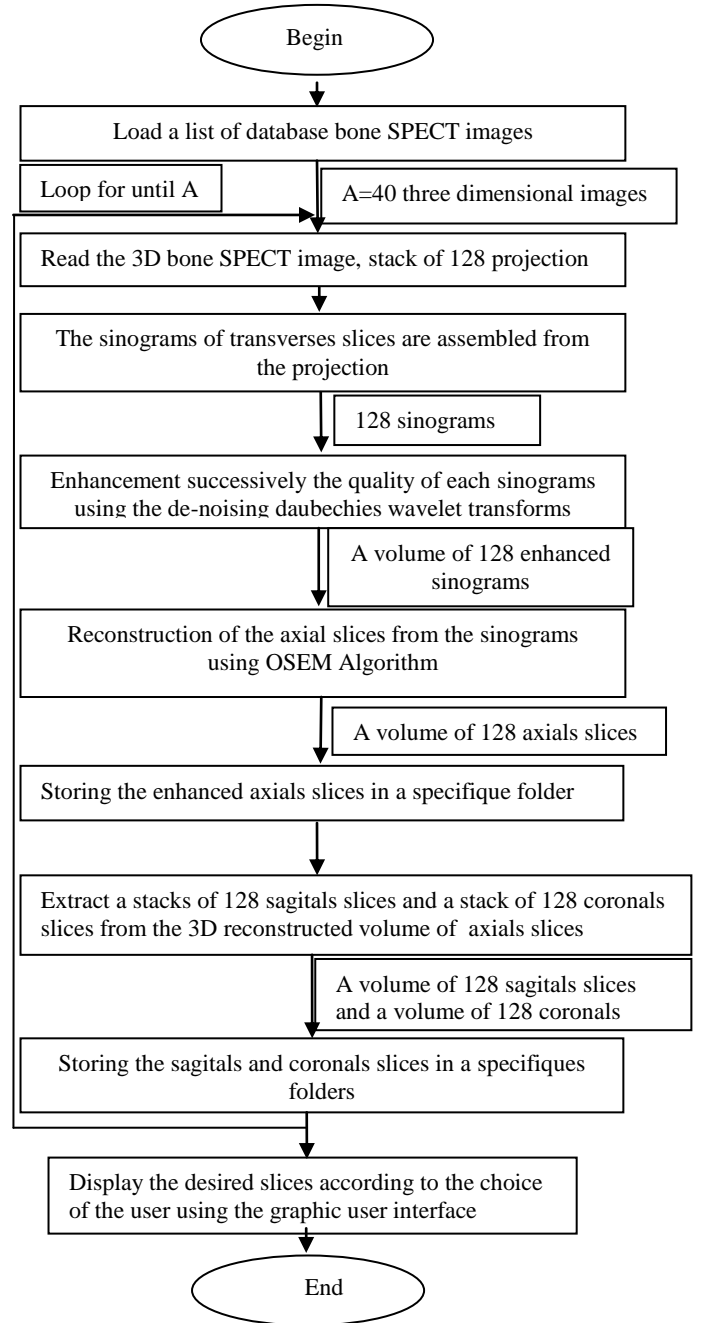 Begin
Load a list of database bone SPECT images
Loop for until A
A=40 three dimensional images
Read the 3D bone SPECT image, stack of 128 projection
The sinograms of transverses slices are assembled from
the projection
128 sinograms
Enhancement successively the quality of each sinograms
using the de-noising daubechies wavelet transforms
A volume of 128 enhanced
sinograms
Reconstruction of the axial slices from the sinograms
using OSEM Algorithm
A volume of 128 axials slices
Storing the enhanced axials slices in a specifique folder
Extract a stacks of 128 sagitals slices and a stack of 128 coronals
slices from the 3D reconstructed volume of axials slices
A volume of 128 sagitals slices
and a volume of 128 coronals
Storing the sagitals and coronals slices in a specifiques
folders
Display the desired slices according to the choice
of the user using the graphic user interface
End